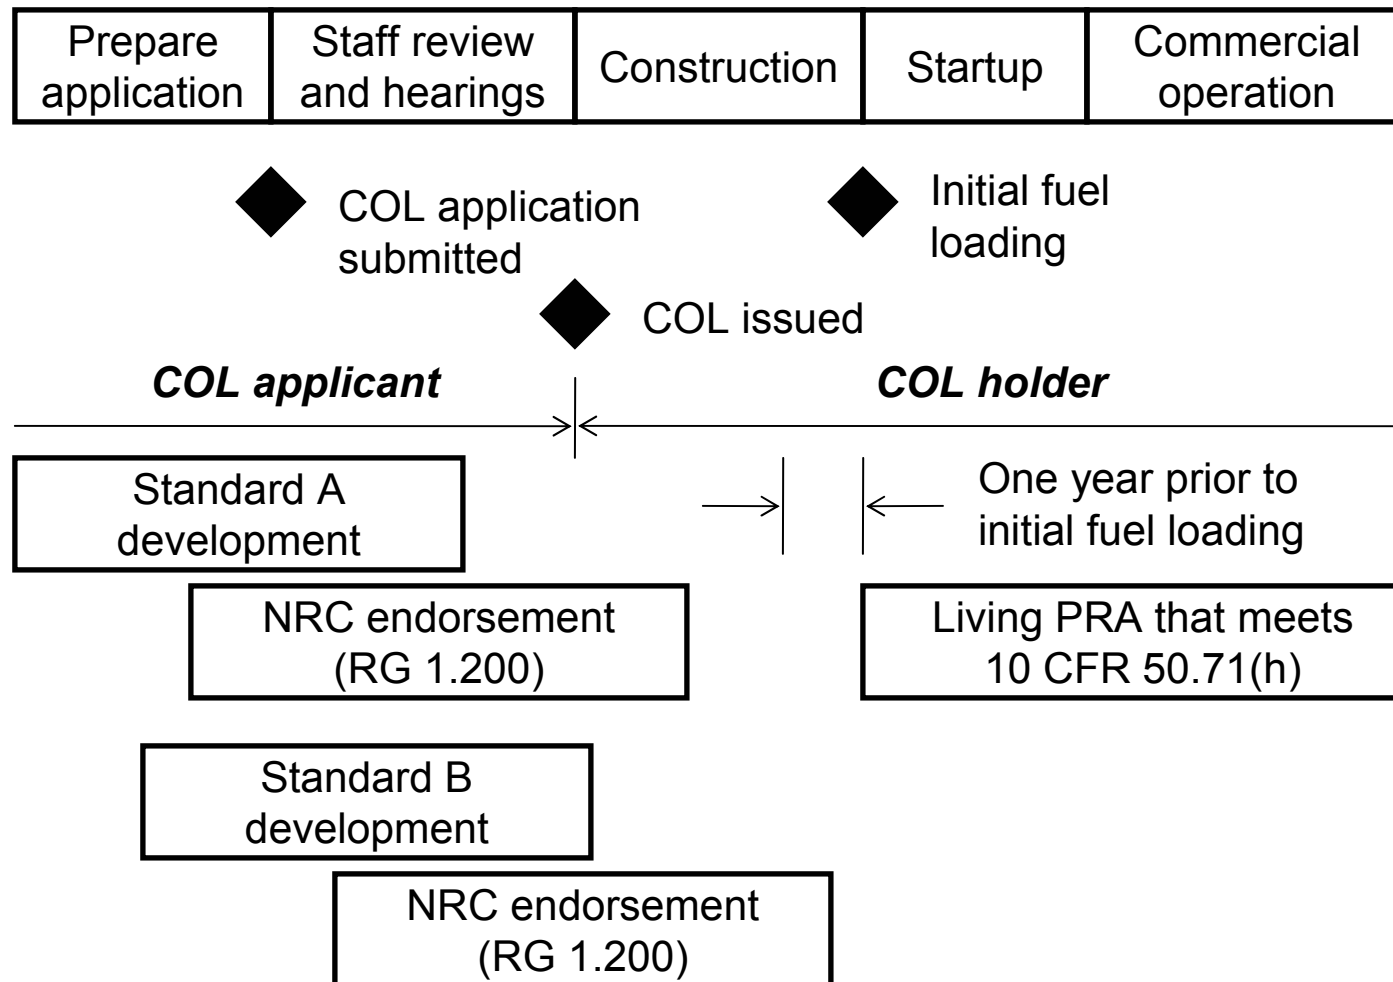 Prepare
application
Staff review
and hearings
Construction
Startup
Commercial
operation
COL application
submitted
Initial fuel
loading
COL issued
COL applicant
COL holder
Standard A
development
One year prior to
initial fuel loading
NRC endorsement
(RG 1.200)
Living PRA that meets
10 CFR 50.71(h)
Standard B
development
NRC endorsement
(RG 1.200)